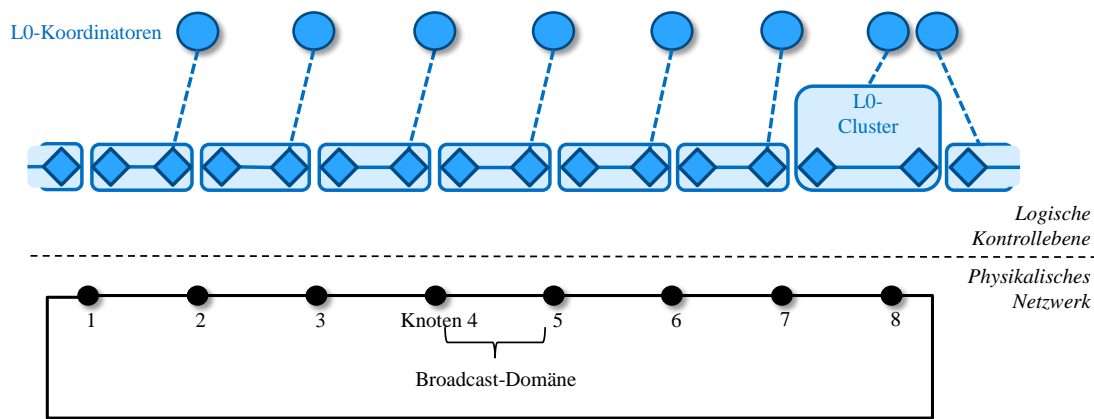 L0-Koordinatoren
L0-
Cluster
Logische
Kontrollebene
Physikalisches
Netzwerk
1 2 3 Knoten 4 5 6 7 8
Broadcast-Domäne